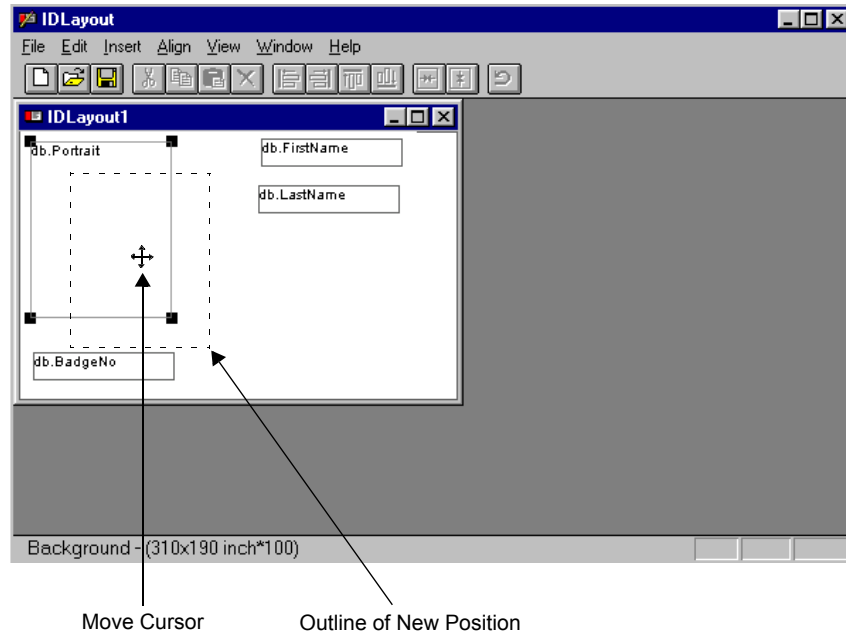 IDLayout
File Edit Insert Align View Window Help
IDLayout1
db.Portrait
db.FirstName
db.LastName
db.BadgeNo
Background - (310x190 inch*100)
Move Cursor
Outline of New Position